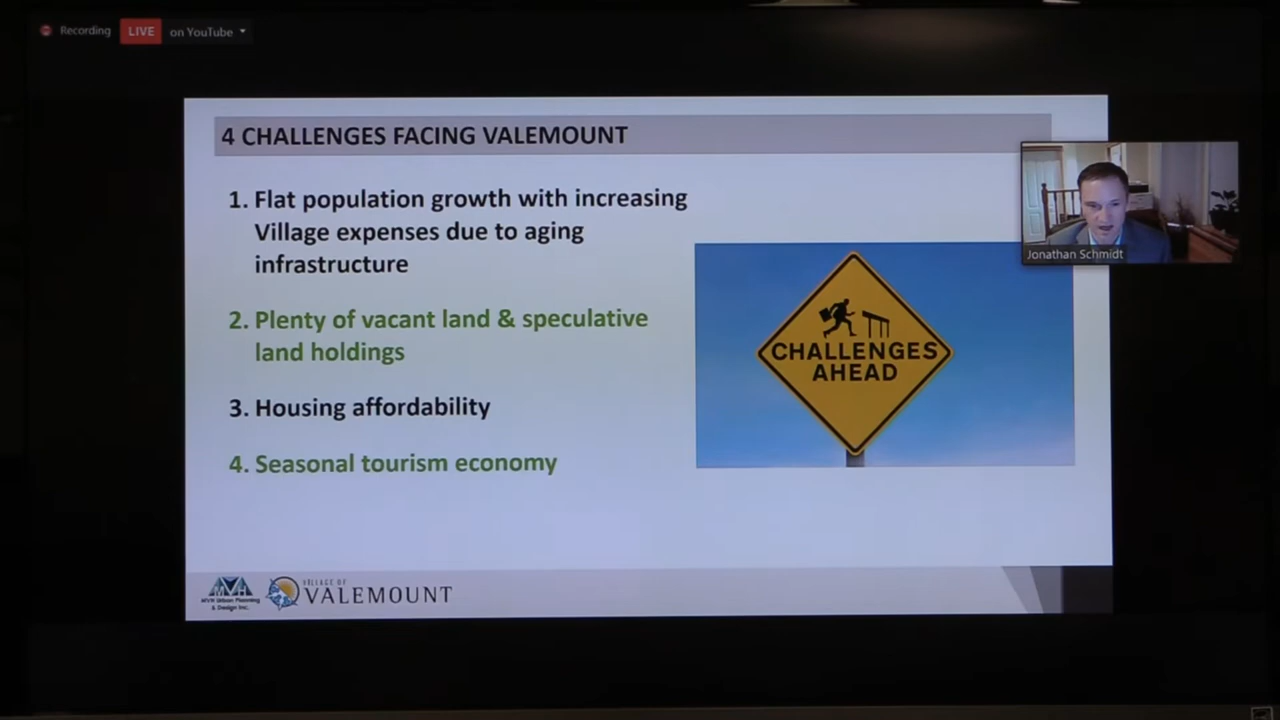 Recording LIVE on YouTube
4 CHALLENGES FACING VALEMOUNT
1. Flat population growth with increasing
Village expenses due to aging
infrastructure
2. Plenty of vacant land & speculative
land holdings
3. Housing affordability
4. Seasonal tourism economy
Jonathan Schmidt
CHALLENGES
AHEAD
MVH
MVH Urban Planning
& Design Inc.
VILLAGE OF
VALEMOUNT